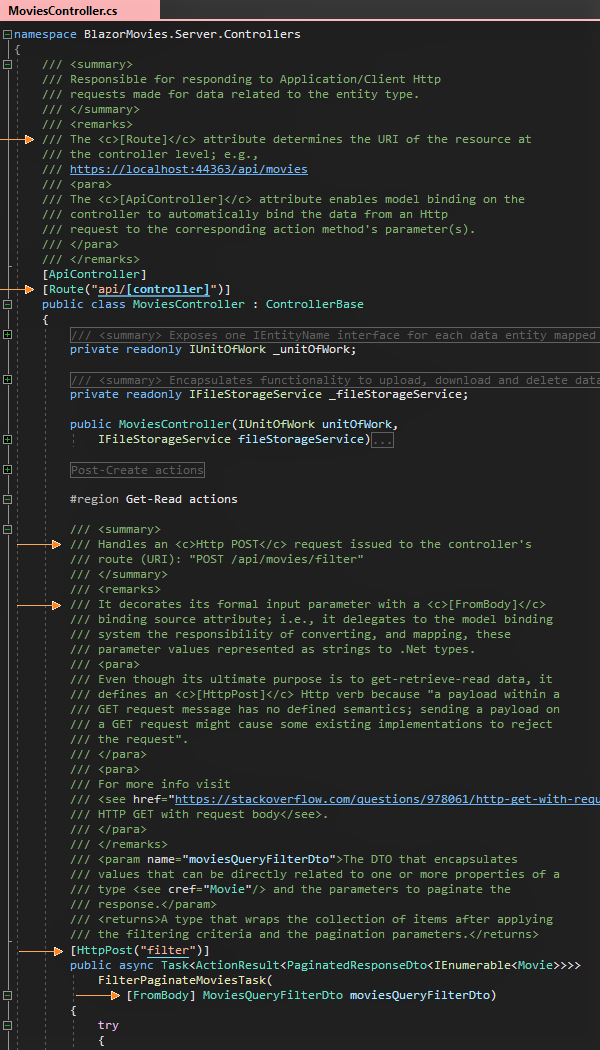 MoviesController.cs
namespace BlazorMovies.Server.Controllers
{
/// <summary>
/// Responsible for responding to Application/Client Http
/// requests made for data related to the entity type.
/// </summary>
/// <remarks>
/// The <c>[Route]</c> attribute determines the URI of the resource at
/// the controller level; e.g.,
/// https://localhost:44363/api/movies
/// <para>
/// The <c>[ApiController]</c> attribute enables model binding on the
/// controller to automatically bind the data from an Http
/// request to the corresponding action method's parameter(s).
/// </para>
/// </remarks>
[ApiController]
[Route("api/[controller]")]
public class MoviesController : ControllerBase
{
/// <summary> Exposes one IEntityName interface for each data entity mapped
private readonly IUnitOfWork _unitOfWork;
/// <summary> Encapsulates functionality to upload, download and delete data
private readonly IFileStorageService _fileStorageService;
public MoviesController(IUnitOfWork unitOfWork,
IFileStorageService fileStorageService)...
Post-Create actions
#region Get-Read actions
/// <summary>
/// Handles an <c>Http POST</c> request issued to the controller's
/// route (URI): "POST /api/movies/filter"
/// </summary>
/// <remarks>
/// It decorates its formal input parameter with a <c>[FromBody]</c>
/// binding source attribute; i.e., it delegates to the model binding
/// system the responsibility of converting, and mapping, these
/// parameter values represented as strings to .Net types.
/// <para>
/// Even though its ultimate purpose is to get-retrieve-read data, it
/// defines an <c>[HttpPost]</c> Http verb because "a payload within a
/// GET request message has no defined semantics; sending a payload on
/// a GET request might cause some existing implementations to reject
/// the request".
/// </para>
/// <para>
/// For more info visit
/// <see href="https://stackoverflow.com/questions/978061/http-get-with-requ
/// HTTP GET with request body</see>.
/// </para>
/// </remarks>
/// <param name="moviesQueryFilterDto">The DTO that encapsulates
/// values that can be directly related to one or more properties of a
/// type <see cref="Movie"/> and the parameters to paginate the
/// response.</param>
/// <returns>A type that wraps the collection of items after applying
/// the filtering criteria and the pagination parameters.</returns>
[HttpPost("filter")]
public async Task<ActionResult<PaginatedResponseDto<IEnumerable<Movie>>>>
FilterPaginateMoviesTask(
[FromBody] MoviesQueryFilterDto moviesQueryFilterDto)
{
try
{